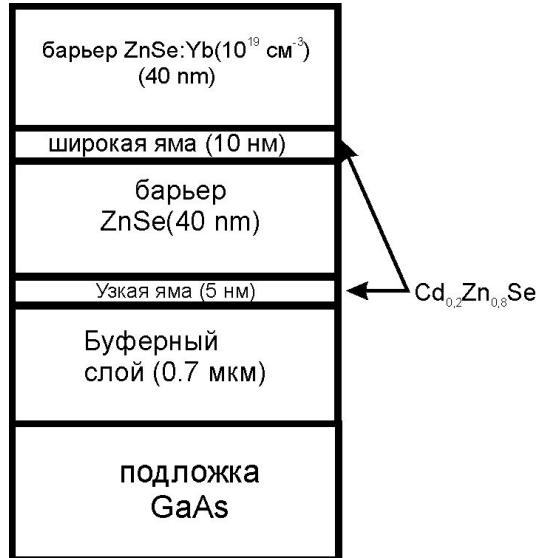 барьер ZnSe:Yb(10¹⁹ см⁻³)
(40 nm)
широкая яма (10 нм)
барьер
ZnSe(40 nm)
Узкая яма (5 нм)
Cd₀,₂Zn₀,₈Se
Буферный
слой (0.7 мкм)
подложка
GaAs